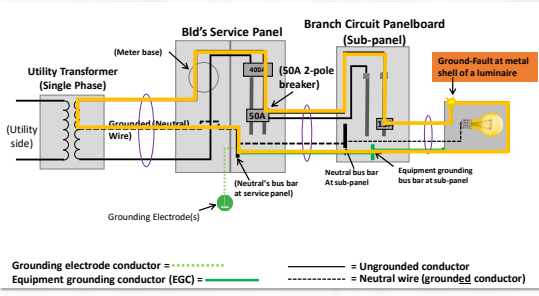 Bld's Service Panel
Branch Circuit Panelboard
(Sub-panel)
(Meter base)
400A
(50A 2-pole
breaker)
Ground-Fault at metal
shell of a luminaire
Utility Transformer
(Single Phase)
50A
(Utility
side)
Grounded (Neutral)
Wire)
(Neutral's bus bar
at service panel)
Neutral bus bar
At sub-panel
Equipment grounding
bus bar at sub-panel
Grounding Electrode(s)
Grounding electrode conductor =
= Ungrounded conductor
Equipment grounding conductor (EGC) =
= Neutral wire (grounded conductor)